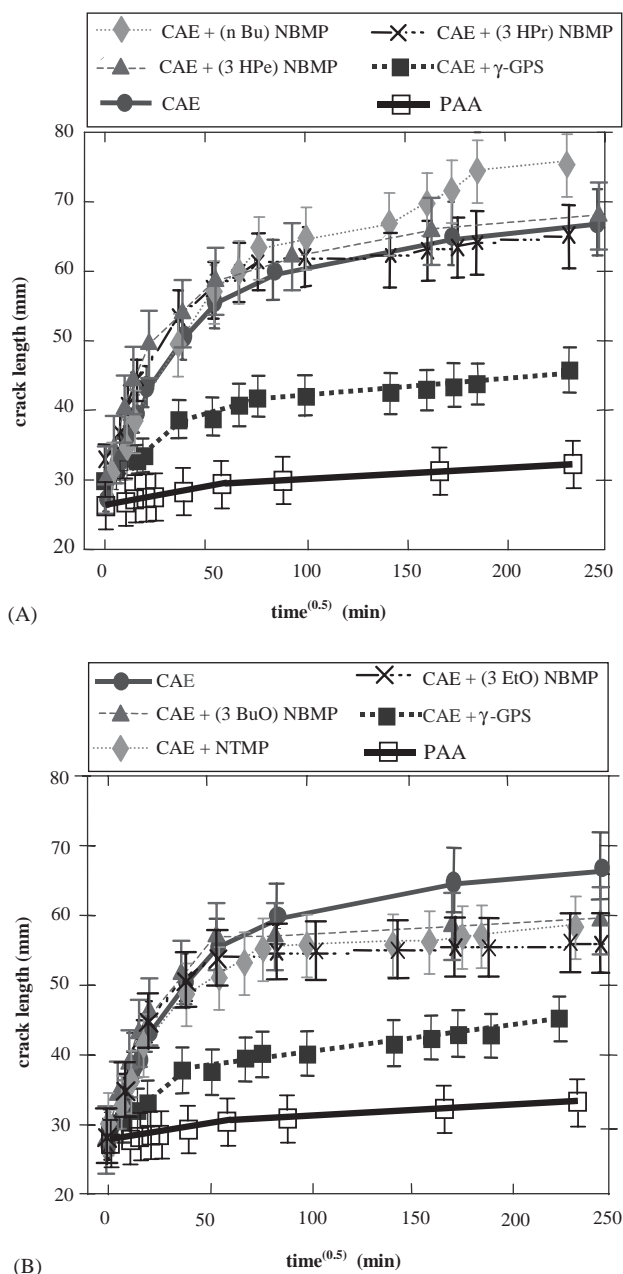 CAE + (n Bu) NBMP CAE + (3 HPr) NBMP
CAE + (3 HPe) NBMP CAE + γ-GPS
CAE PAA
80
70
60
50
40
30
20
crack length (mm)
0 50 100 150 200 250
time(0.5) (min)
(A)
CAE CAE + (3 EtO) NBMP
CAE + (3 BuO) NBMP CAE + γ-GPS
CAE + NTMP PAA
80
70
60
50
40
30
20
crack length (mm)
0 50 100 150 200 250
time(0.5) (min)
(B)